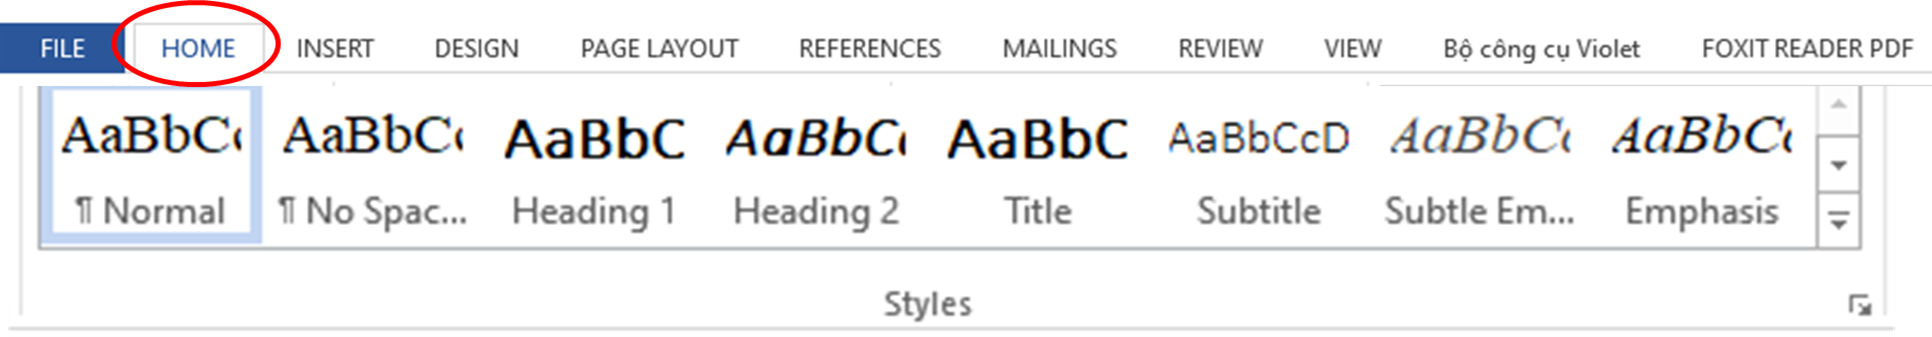 FILE HOME INSERT DESIGN PAGE LAYOUT REFERENCES MAILINGS REVIEW VIEW Bộ công cụ Violet FOXIT READER PDF
AaBbCc AaBbCc AaBbC AaBbCc AaBbC AaBbCcD AaBbCc AaBbCc
¶ Normal ¶ No Spac... Heading 1 Heading 2 Title Subtitle Subtle Em... Emphasis
Styles